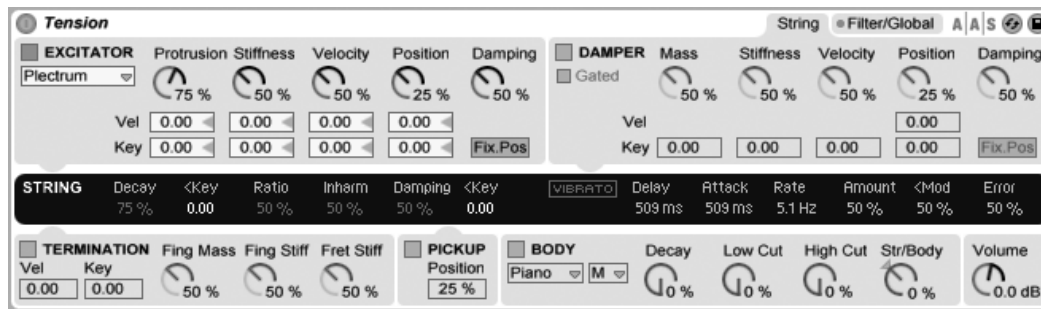 Tension String Filter/Global A A S
EXCITATOR Protrusion Stiffness Velocity Position Damping
Plectrum 75 % 50 % 50 % 25 % 50 %
Vel 0.00 0.00 0.00 0.00
Key 0.00 0.00 0.00 0.00 Fix.Pos
DAMPER Mass Stiffness Velocity Position Damping
Gated 50 % 50 % 50 % 25 % 50 %
Vel 0.00
Key 0.00 0.00 0.00 0.00 Fix.Pos
STRING Decay <Key Ratio Inharm Damping <Key VIBRATO Delay Attack Rate Amount <Mod Error
75 % 0.00 50 % 50 % 50 % 0.00 509 ms 509 ms 5.1 Hz 50 % 50 % 50 %
TERMINATION Fing Mass Fing Stiff Fret Stiff
Vel Key
0.00 0.00 50 % 50 % 50 %
PICKUP
Position
25 %
BODY Decay Low Cut High Cut Str/Body
Piano M 0 % 0 % 0 % 0 %
Volume
0.0 dB